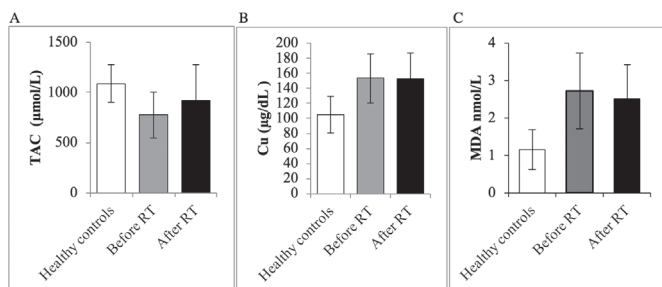 A
TAC (μmol/L)
1500
1000
500
0
Healthy controls
Before RT
After RT
B
Cu (μg/dL)
200
180
160
140
120
100
80
60
40
20
0
Healthy controls
Before RT
After RT
C
MDA nmol/L
4
3
2
1
0
Healthy controls
Before RT
After RT